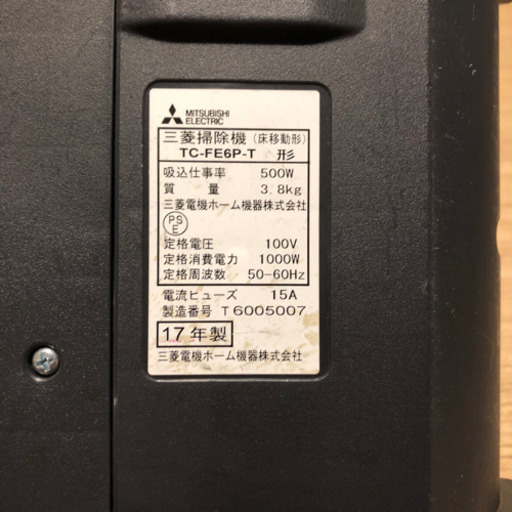 MITSUBISHI
ELECTRIC
三菱掃除機(床移動形)
TC-FE6P-T 形
吸込仕事率 500W
質量 3.8kg
三菱電機ホーム機器株式会社
PS
E
定格電圧 100V
定格消費電力 1000W
定格周波数 50-60Hz
電流ヒューズ 15A
製造番号 T6005007
17年製
三菱電機ホーム機器株式会社